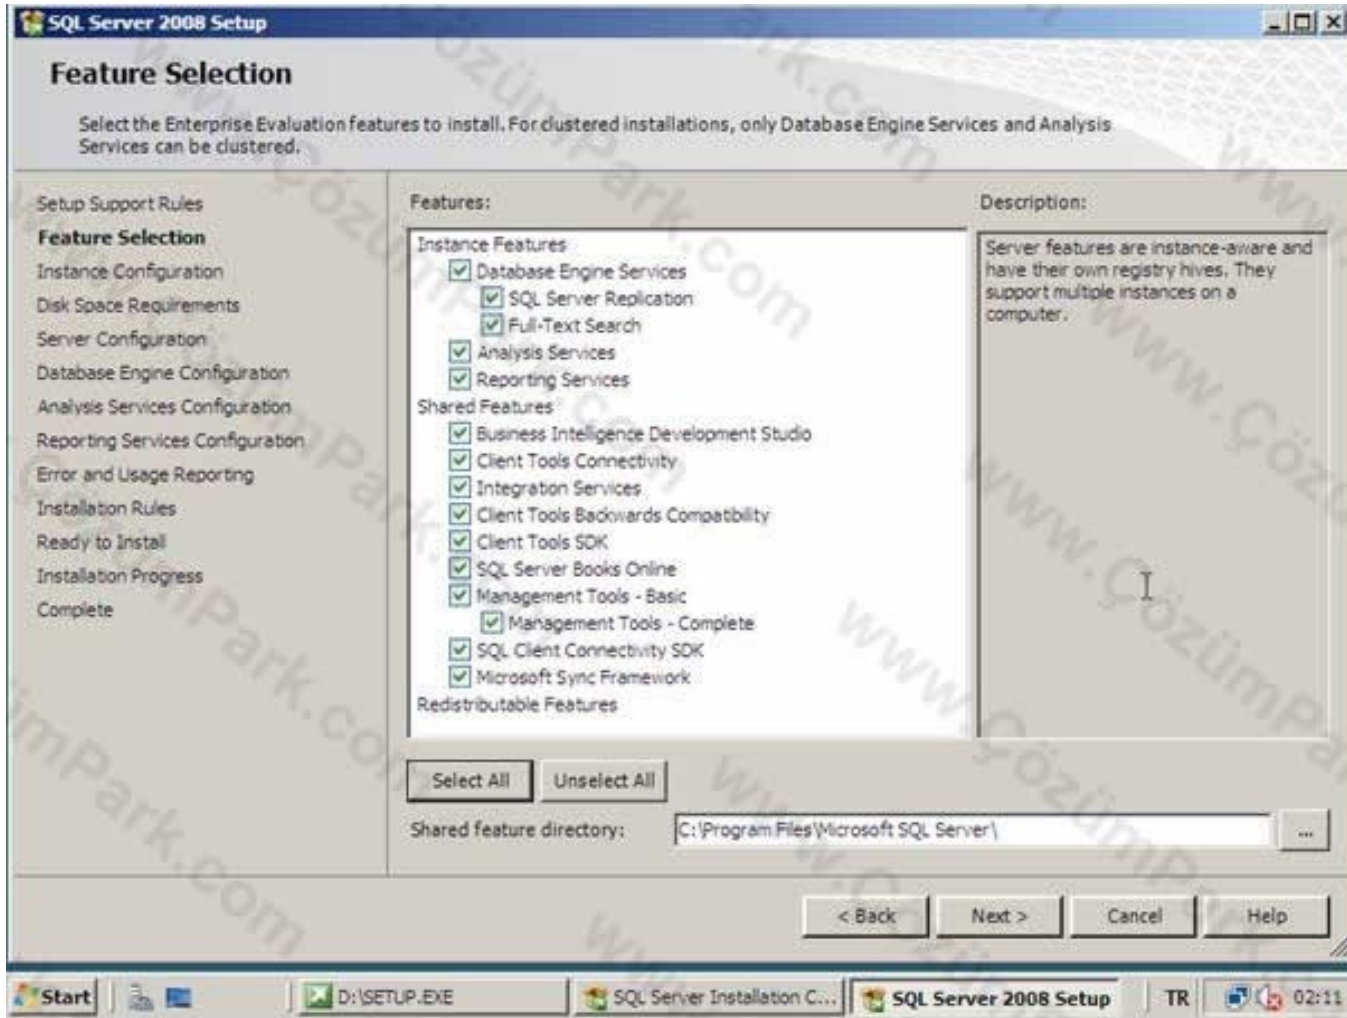 SQL Server 2008 Setup
Feature Selection
Select the Enterprise Evaluation features to install. For clustered installations, only Database Engine Services and Analysis
Services can be clustered.
Setup Support Rules
Feature Selection
Instance Configuration
Disk Space Requirements
Server Configuration
Database Engine Configuration
Analysis Services Configuration
Reporting Services Configuration
Error and Usage Reporting
Installation Rules
Ready to Install
Installation Progress
Complete
Features:
Instance Features
Database Engine Services
SQL Server Replication
Full-Text Search
Analysis Services
Reporting Services
Shared Features
Business Intelligence Development Studio
Client Tools Connectivity
Integration Services
Client Tools Backwards Compatibility
Client Tools SDK
SQL Server Books Online
Management Tools - Basic
Management Tools - Complete
SQL Client Connectivity SDK
Microsoft Sync Framework
Redistributable Features
Description:
Server features are instance-aware and
have their own registry hives. They
support multiple instances on a
computer.
Select All
Unselect All
Shared feature directory:
C:\Program Files\Microsoft SQL Server\
...
< Back
Next >
Cancel
Help
Start
D:\SETUP.EXE
SQL Server Installation C...
SQL Server 2008 Setup
TR
02:11
www.ÇözümPark.com